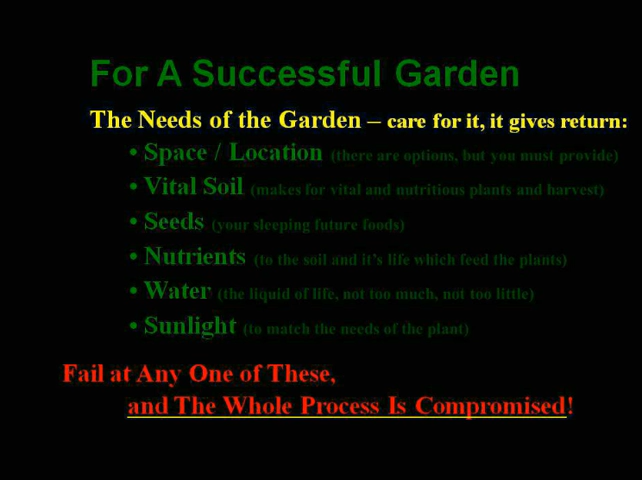 For A Successful Garden
The Needs of the Garden – care for it, it gives return:
• Space / Location (there are options, but you must provide)
• Vital Soil (makes for vital and nutritious plants and harvest)
• Seeds (your sleeping future foods)
• Nutrients (to the soil and it's life which feed the plants)
• Water (the liquid of life, not too much, not too little)
• Sunlight (to match the needs of the plant)
Fail at Any One of These,
and The Whole Process Is Compromised!